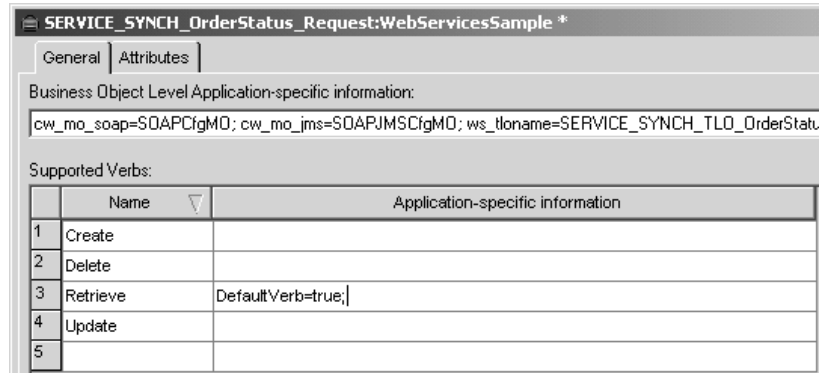 SERVICE_SYNCH_OrderStatus_Request:WebServicesSample *
General Attributes
Business Object Level Application-specific information:
cw_mo_soap=SOAPCfgMO; cw_mo_jms=SOAPJMSCfgMO; ws_tloname=SERVICE_SYNCH_TLO_OrderStatu
Supported Verbs:
Name Application-specific information
1 Create
2 Delete
3 Retrieve DefaultVerb=true;
4 Update
5